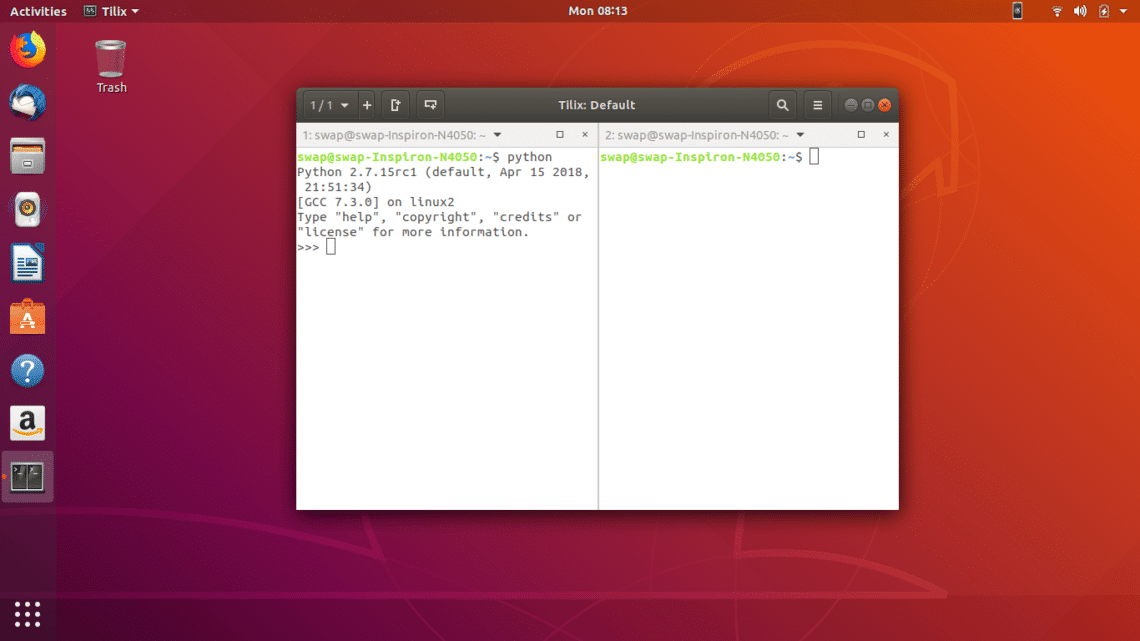 Activities Tilix Mon 08:13
Trash
1 / 1 Tilix: Default
1: swap@swap-Inspiron-N4050: ~ 2: swap@swap-Inspiron-N4050: ~
swap@swap-Inspiron-N4050:~$ python
Python 2.7.15rc1 (default, Apr 15 2018,
 21:51:34)
[GCC 7.3.0] on linux2
Type "help", "copyright", "credits" or
"license" for more information.
>>>
swap@swap-Inspiron-N4050:~$